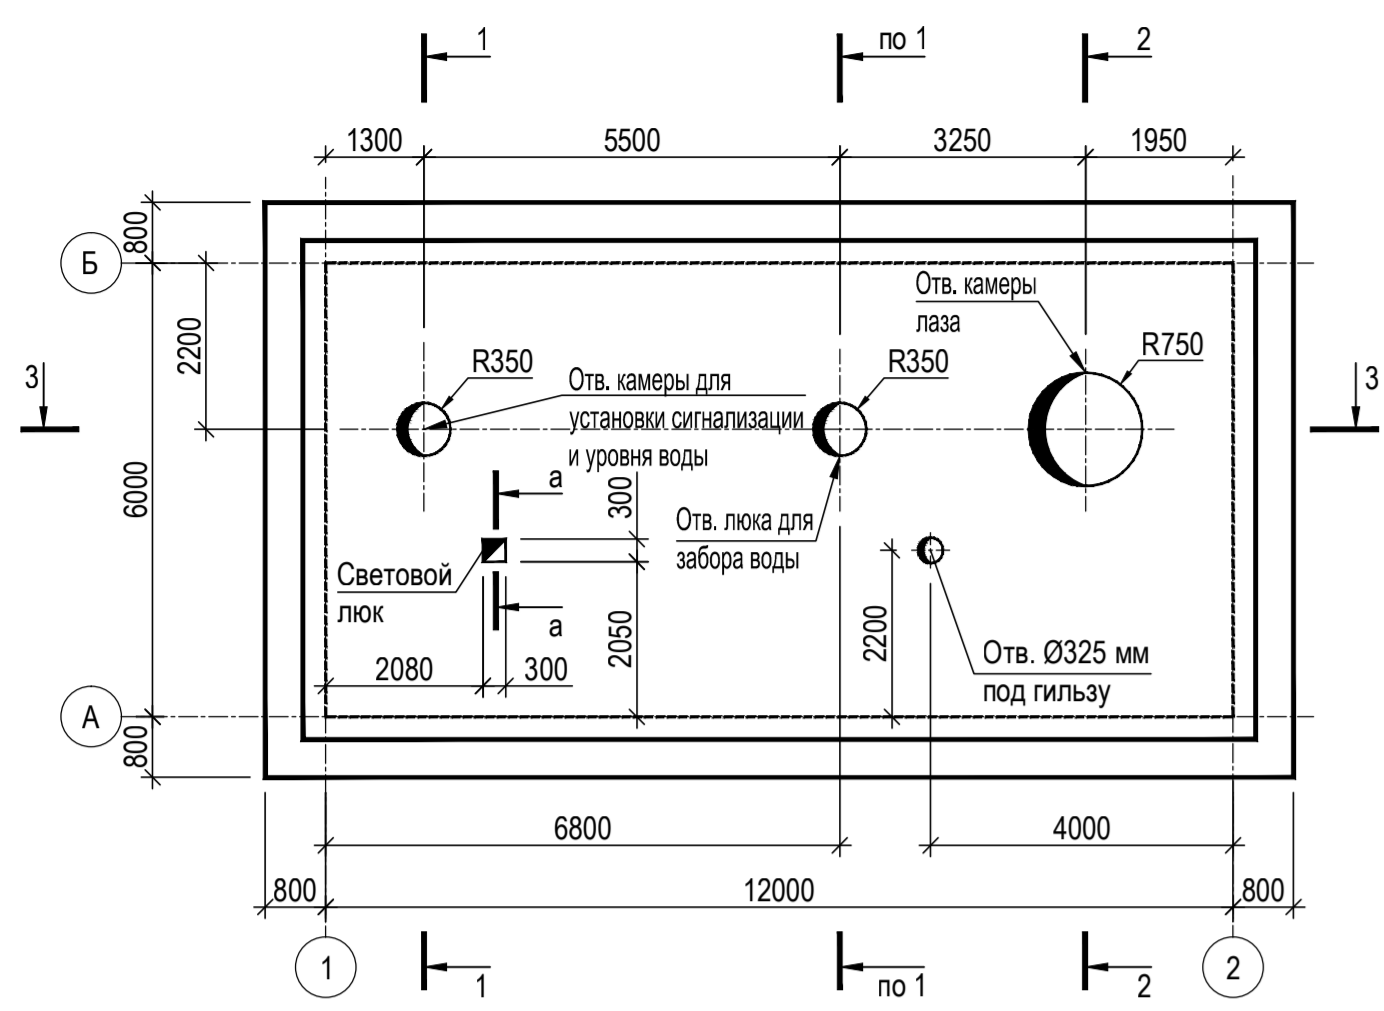 1
по 1
2
1300
5500
3250
1950
800
Б
2200
3
Отв. камеры
лаза
R750
3
R350
Отв. камеры для
установки сигнализации
и уровня воды
R350
6000
а
300
Отв. люка для
забора воды
Световой
люк
а
2050
2200
Отв. Ø325 мм
под гильзу
2080
300
А
800
6800
4000
800
12000
800
1
2
1
по 1
2